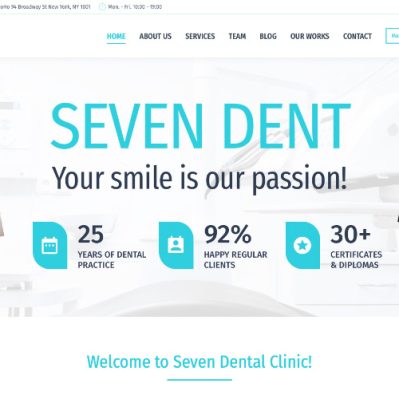 94 Broadway St New York, NY 1001 Mon. - Fri. 10:00 - 19:00
HOME ABOUT US SERVICES TEAM BLOG OUR WORKS CONTACT
SEVEN DENT
Your smile is our passion!
25
YEARS OF DENTAL
PRACTICE
92%
HAPPY REGULAR
CLIENTS
30+
CERTIFICATES
& DIPLOMAS
Welcome to Seven Dental Clinic!